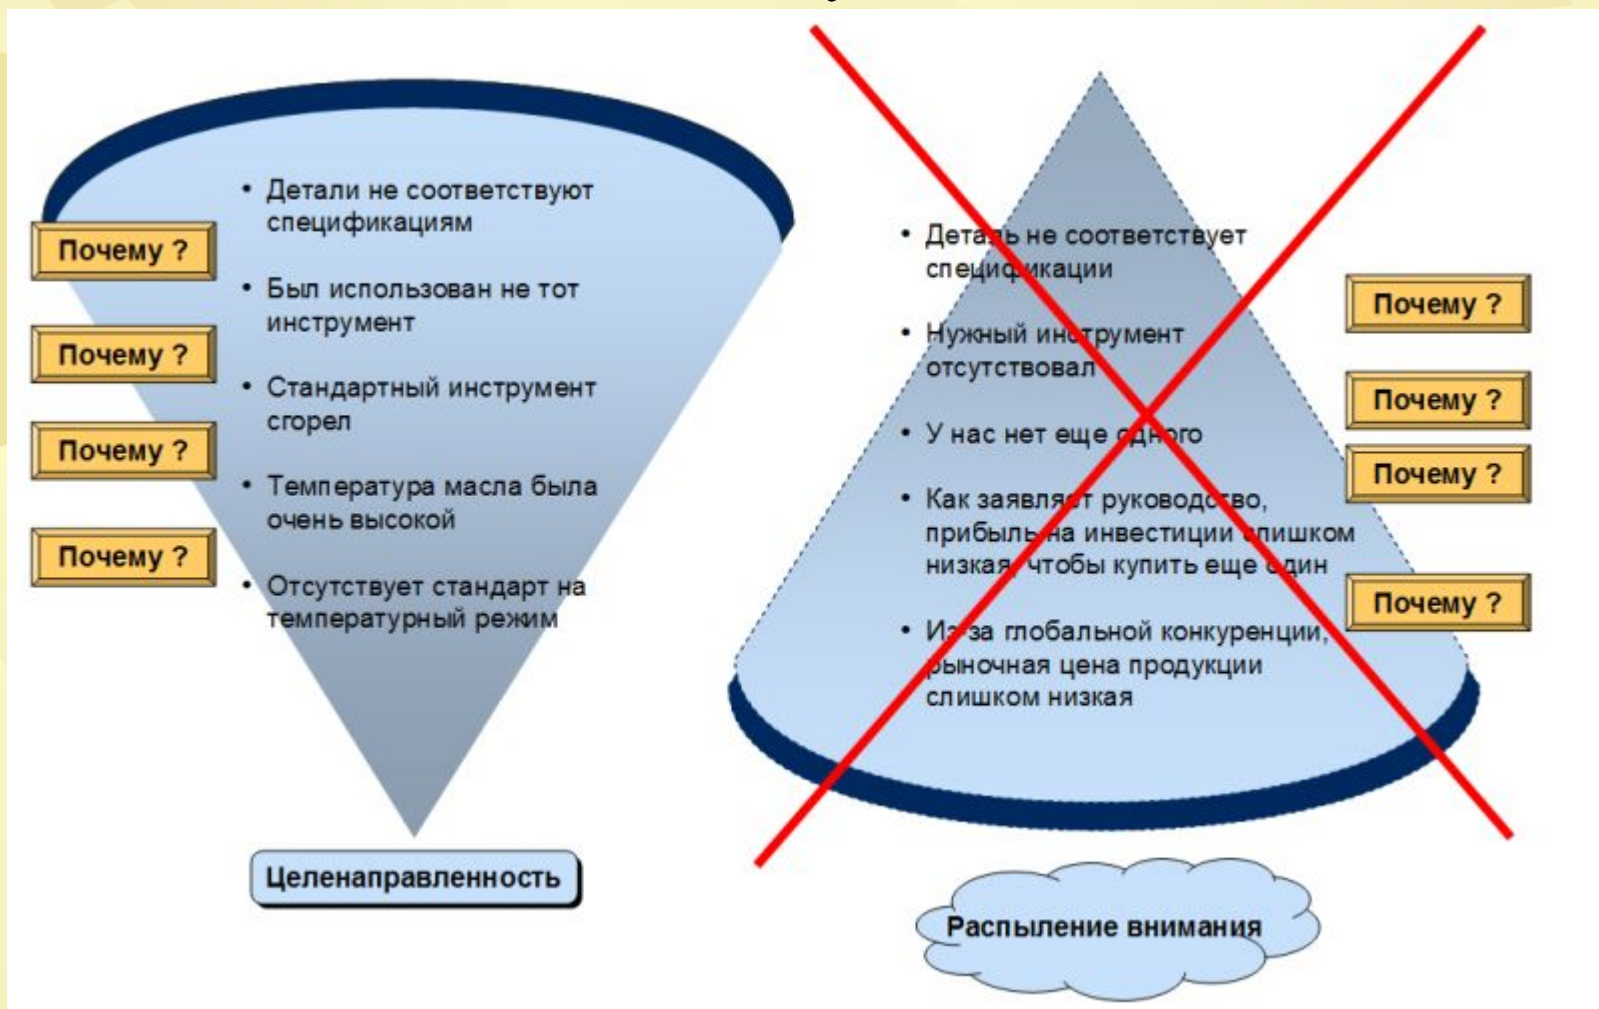 • Детали не соответствуют
спецификациям
Почему ?
• Был использован не тот
инструмент
Почему ?
• Стандартный инструмент
сгорел
Почему ?
• Температура масла была
очень высокой
Почему ?
• Отсутствует стандарт на
температурный режим
Целенаправленность
• Деталь не соответствует
спецификации
Почему ?
• Нужный инструмент
отсутствовал
Почему ?
• У нас нет еще одного
Почему ?
• Как заявляет руководство,
прибыль на инвестиции слишком
низкая, чтобы купить еще один
Почему ?
• Из-за глобальной конкуренции,
рыночная цена продукции
слишком низкая
Распыление внимания